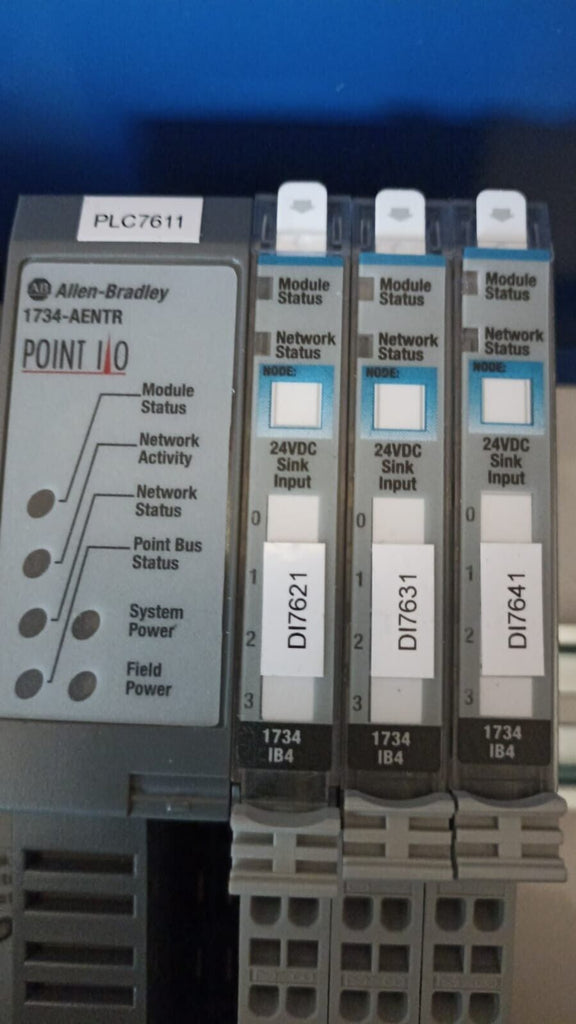 PLC7611
AB Allen-Bradley
1734-AENTR
POINT I/O
Module
Status
Network
Activity
Network
Status
Point Bus
Status
System
Power
Field
Power
Module
Status
Network
Status
NODE:
24VDC
Sink
Input
0
1
2
3
DI7621
1734
IB4
Module
Status
Network
Status
NODE:
24VDC
Sink
Input
0
1
2
3
DI7631
1734
IB4
Module
Status
Network
Status
NODE:
24VDC
Sink
Input
0
1
2
3
DI7641
1734
IB4